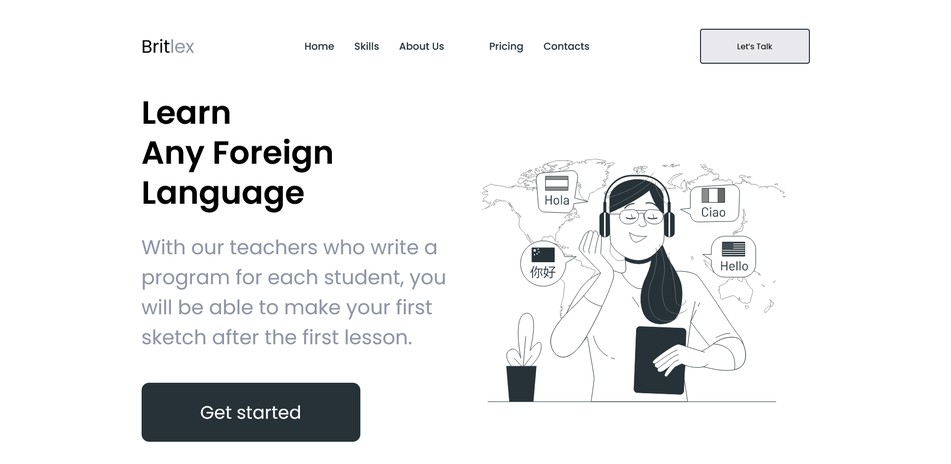 Britlex
Home Skills About Us Pricing Contacts
Let's Talk
Learn
Any Foreign
Language
With our teachers who write a
program for each student, you
will be able to make your first
sketch after the first lesson.
Get started
Hola
Ciao
你好
Hello